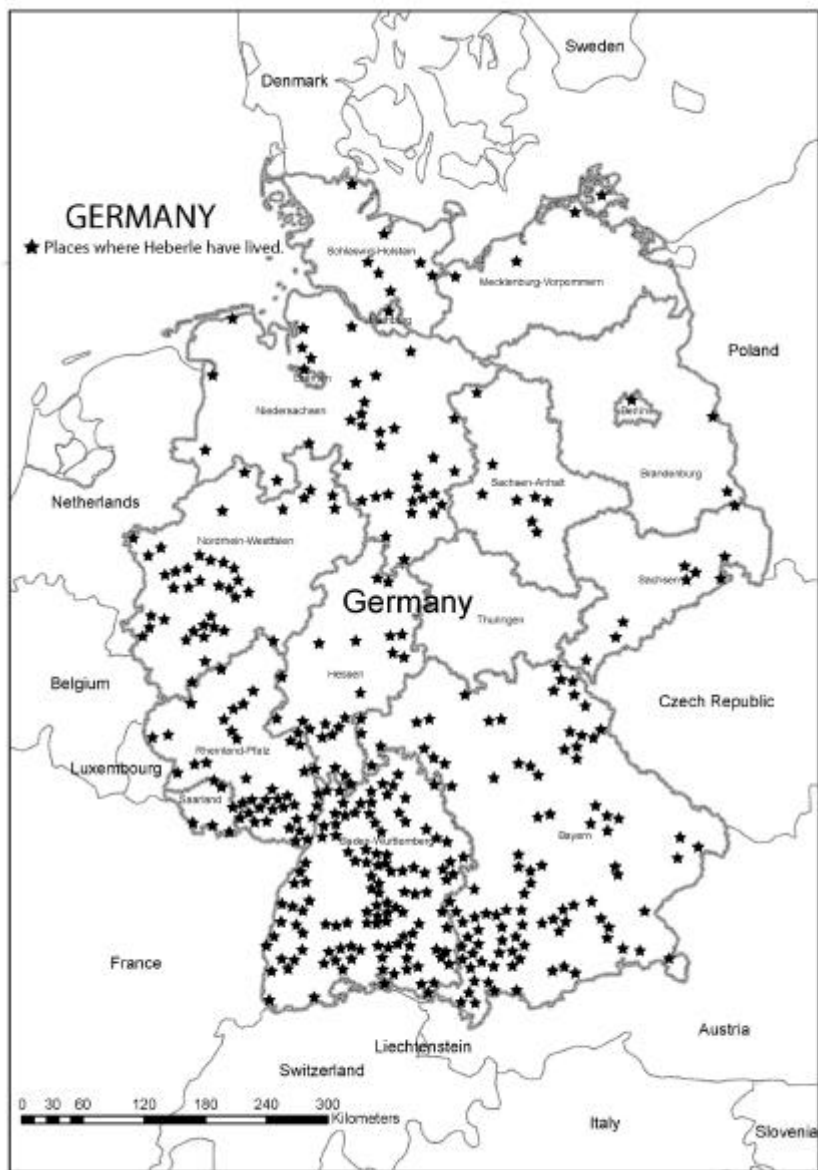 Sweden
Denmark
GERMANY
★ Places where Heberle have lived.
Schleswig-Holstein
Mecklenburg-Vorpommern
Hamburg
Poland
Bremen
Niedersachsen
Berlin
Brandenburg
Netherlands
Sachsen-Anhalt
Nordrhein-Westfalen
Sachsen
Germany
Thuringen
Belgium
Hessen
Czech Republic
Rheinland-Pfalz
Luxembourg
Saarland
Baden-Wurttemberg
Bayern
France
Austria
Liechtenstein
Switzerland
0 30 60 120 180 240 300
Kilometers
Italy
Slovenia